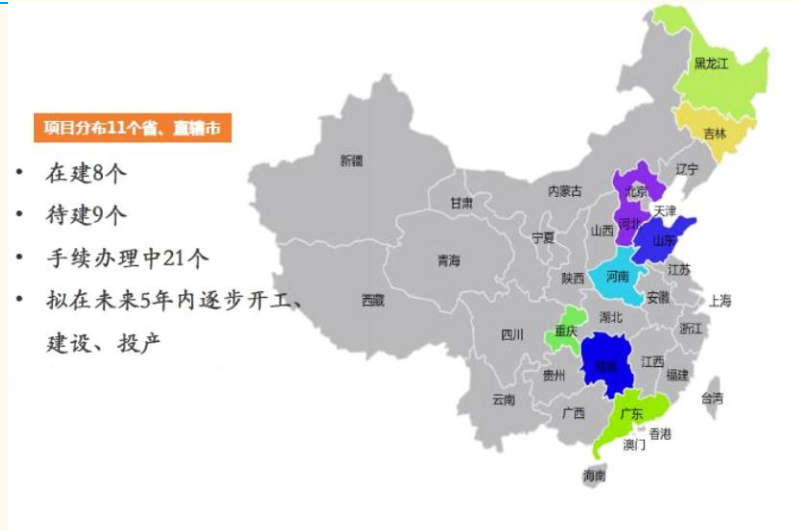 项目分布11个省、直辖市
• 在建8个
• 待建9个
• 手续办理中21个
• 拟在未来5年内逐步开工、
建设、投产
黑龙江
吉林
辽宁
新疆
内蒙古
北京
甘肃
天津
河北
山西
宁夏
山东
青海
陕西
河南
江苏
西藏
安徽
上海
湖北
四川
重庆
浙江
湖南
江西
贵州
福建
云南
台湾
广西
广东
香港
澳门
海南